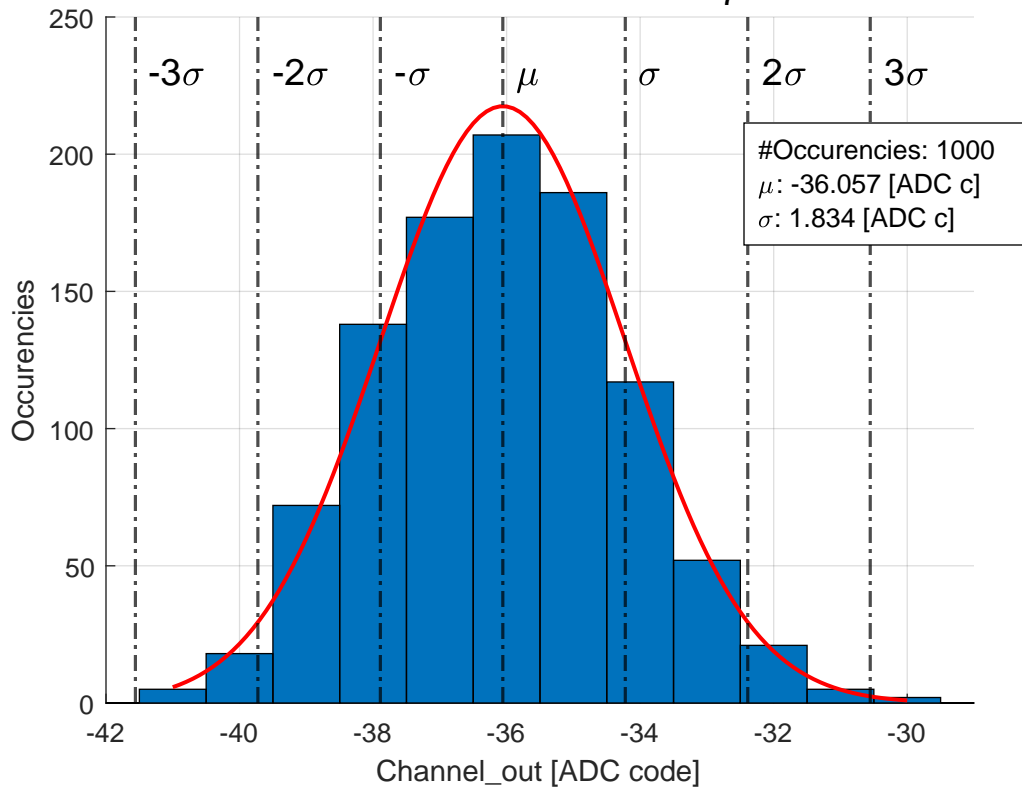 250
-3σ
-2σ
-σ
μ
σ
2σ
3σ
200
#Occurencies: 1000
μ: -36.057 [ADC c]
σ: 1.834 [ADC c]
150
100
50
0
Occurencies
-42
-40
-38
-36
-34
-32
-30
Channel_out [ADC code]